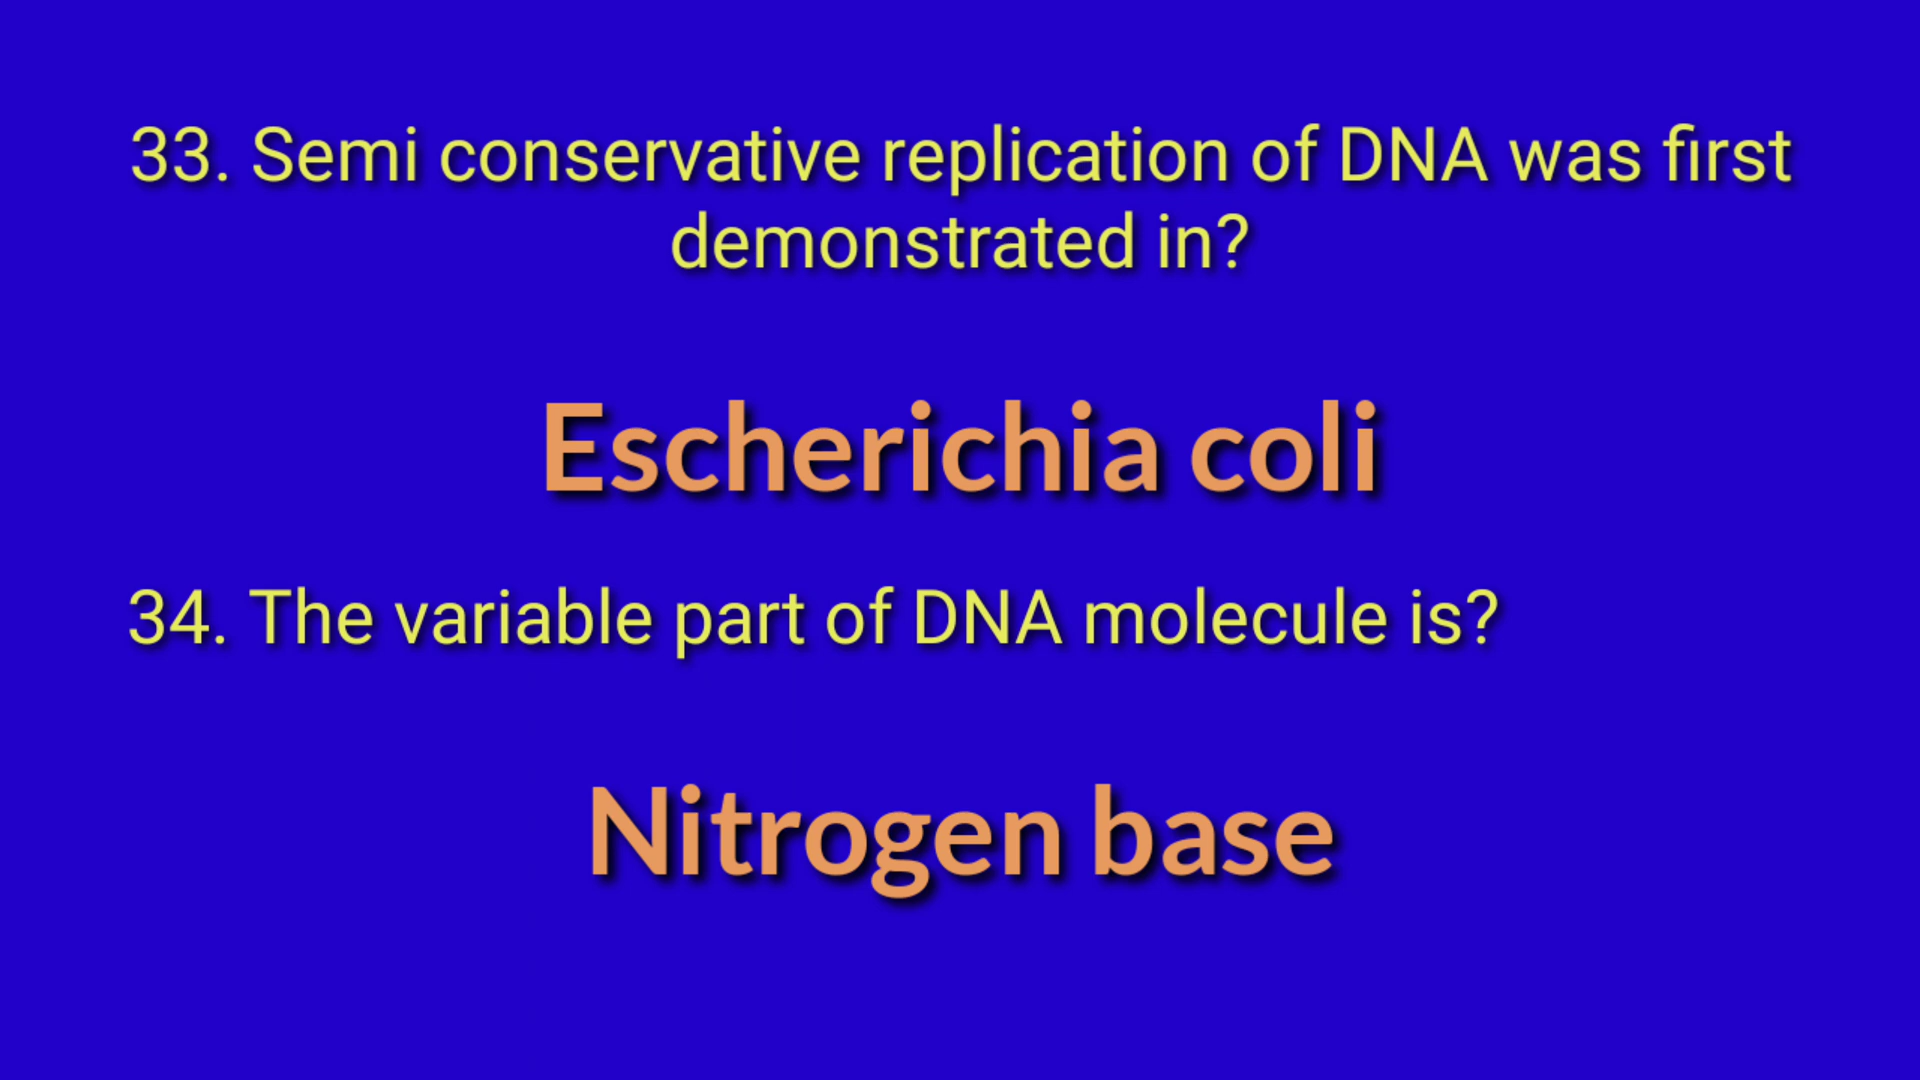 33. Semi conservative replication of DNA was first
demonstrated in?
Escherichia coli
34. The variable part of DNA molecule is?
Nitrogen base